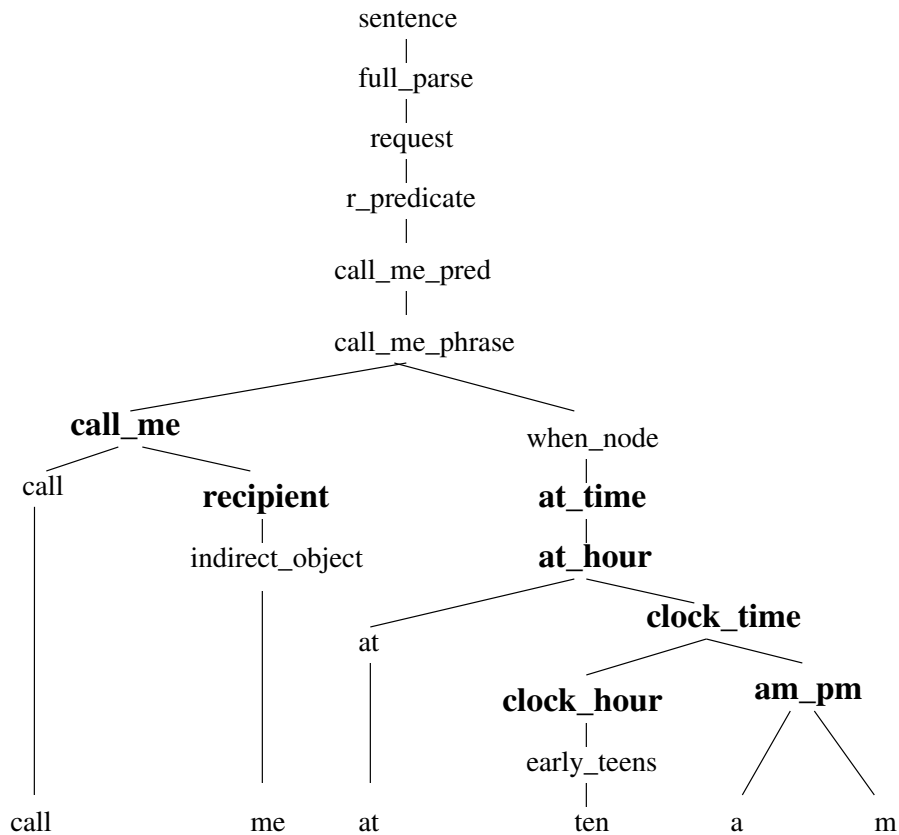 sentence
full_parse
request
r_predicate
call_me_pred
call_me_phrase
call_me
when_node
call
recipient
at_time
indirect_object
at_hour
at
clock_time
clock_hour
am_pm
early_teens
call me at ten a m